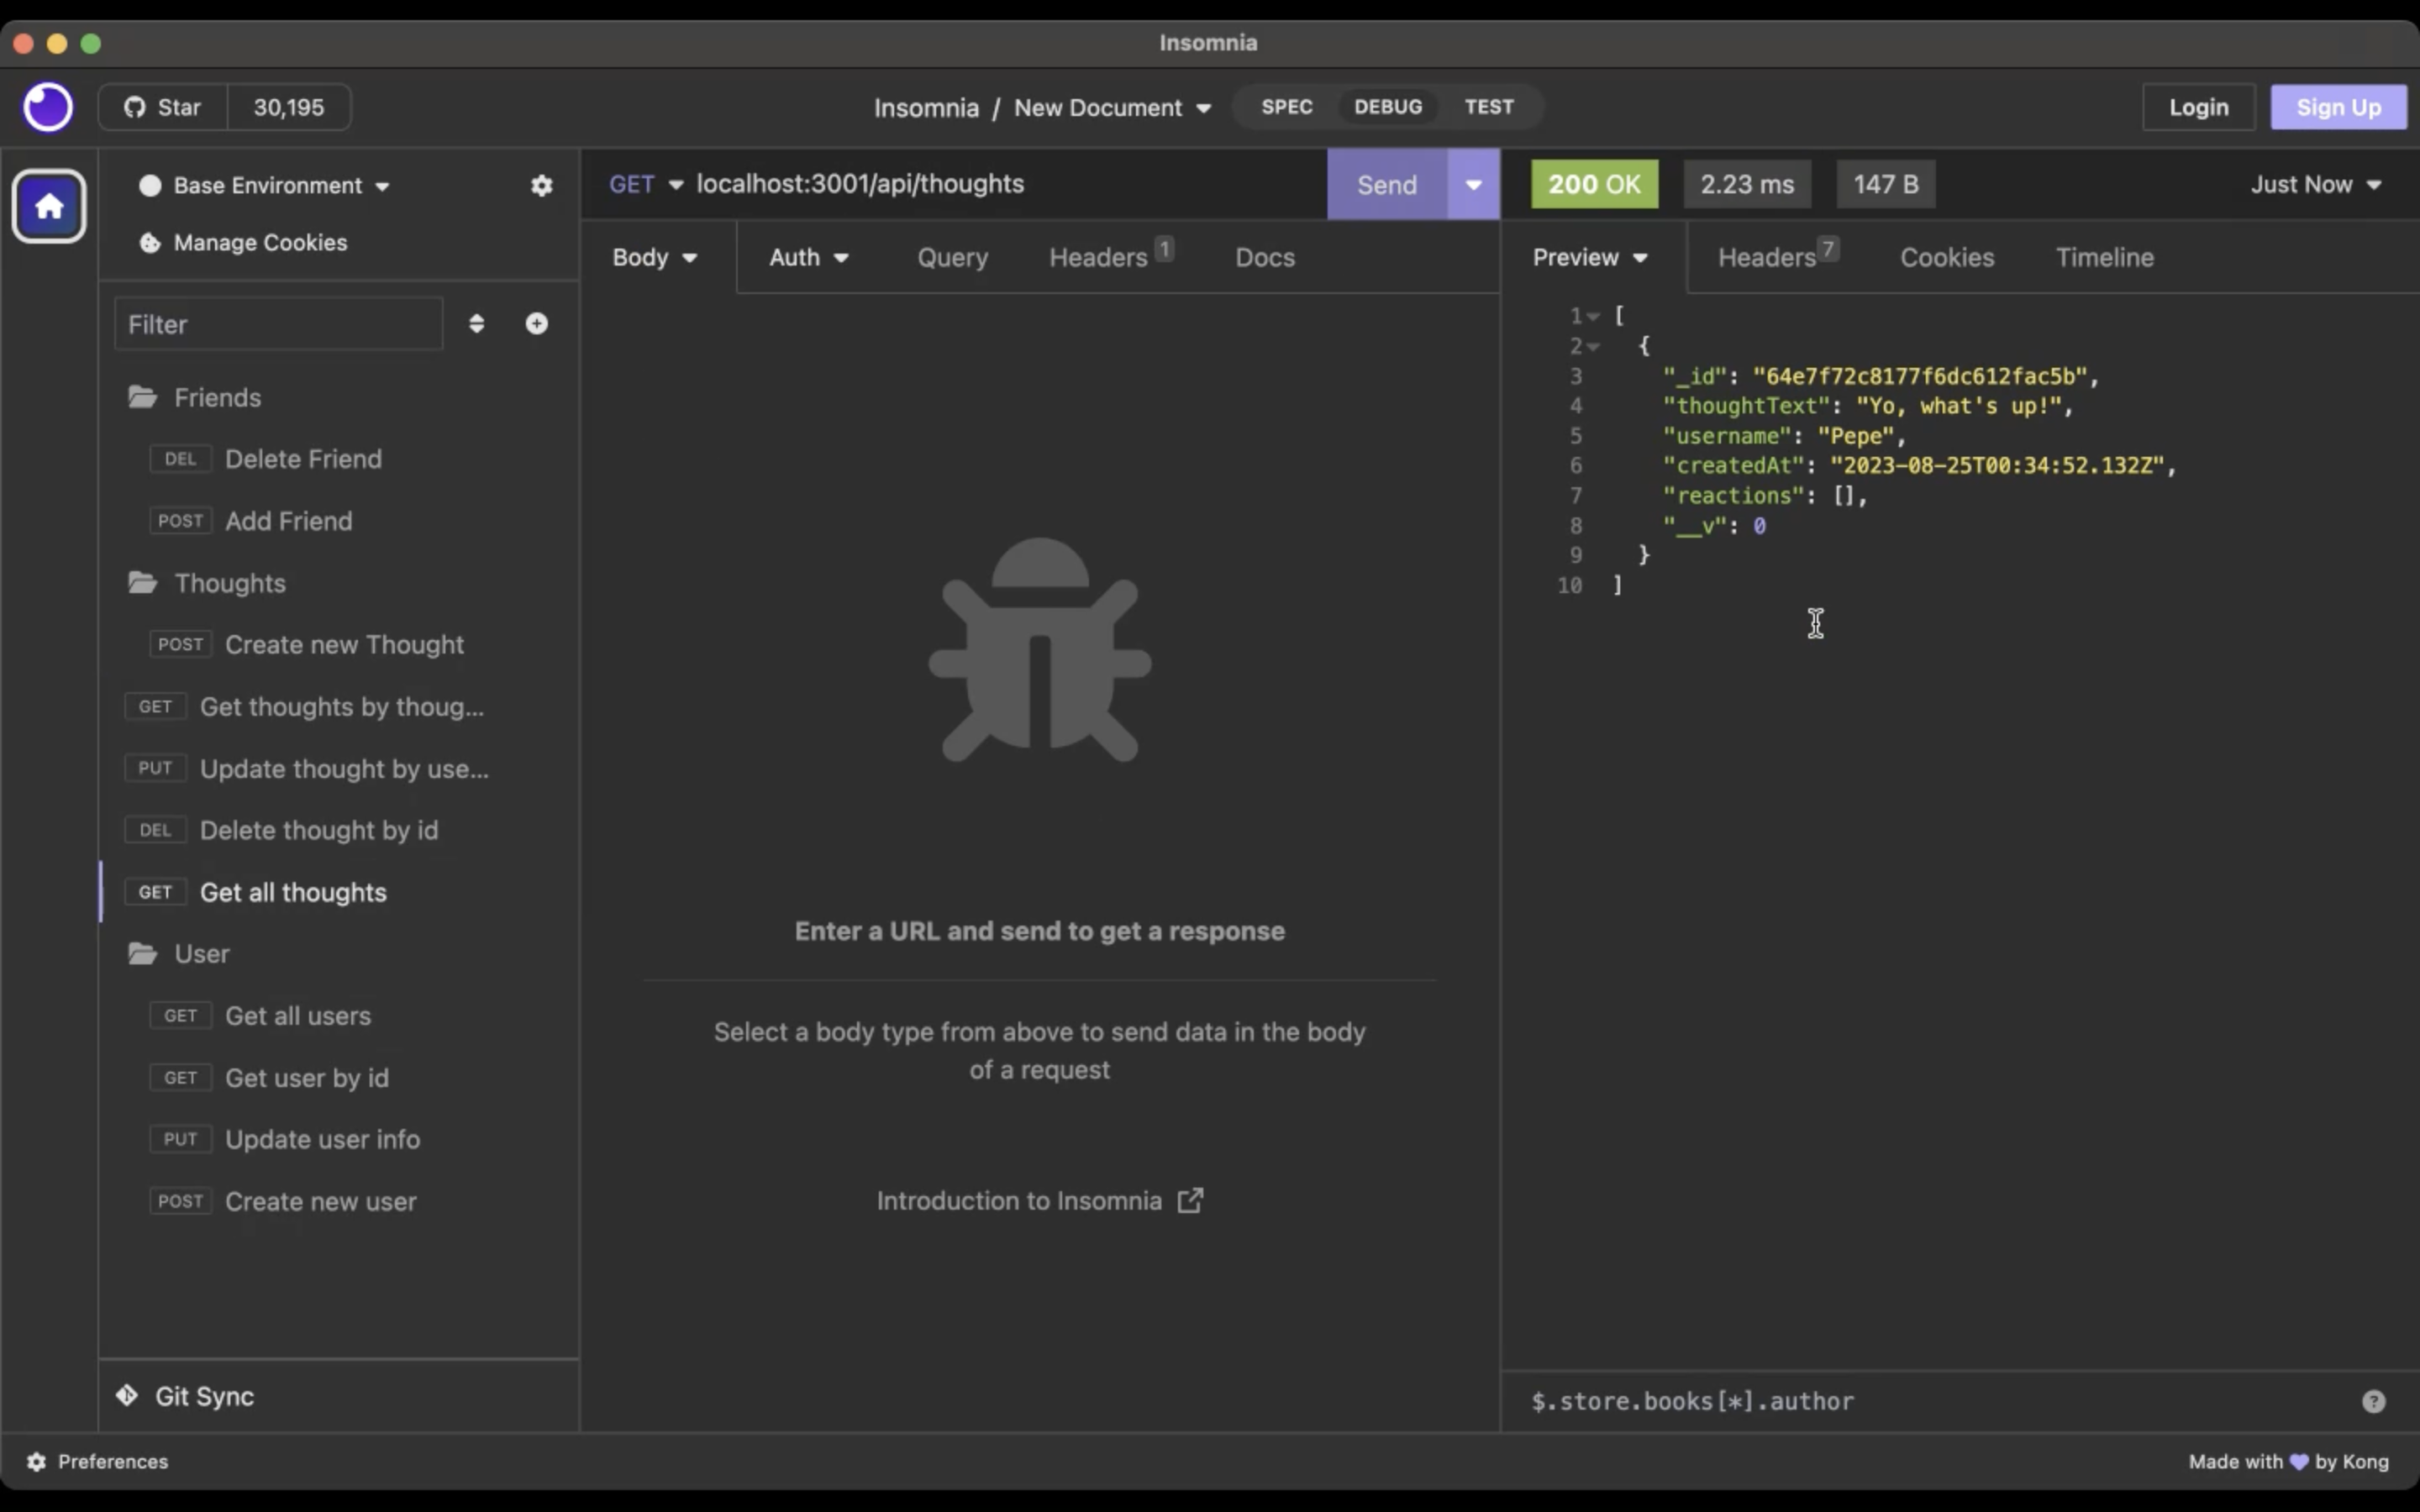 Insomnia
Star 30,195
Insomnia / New Document
SPEC DEBUG TEST
Login Sign Up
Base Environment
Manage Cookies
Filter
Friends
DEL Delete Friend
POST Add Friend
Thoughts
POST Create new Thought
GET Get thoughts by thoug...
PUT Update thought by use...
DEL Delete thought by id
GET Get all thoughts
User
GET Get all users
GET Get user by id
PUT Update user info
POST Create new user
Git Sync
GET localhost:3001/api/thoughts Send
Body Auth Query Headers 1 Docs
Enter a URL and send to get a response
Select a body type from above to send data in the body
of a request
Introduction to Insomnia
200 OK 2.23 ms 147 B Just Now
Preview Headers 7 Cookies Timeline
1 [
2 {
3 "_id": "64e7f72c8177f6dc612fac5b",
4 "thoughtText": "Yo, what's up!",
5 "username": "Pepe",
6 "createdAt": "2023-08-25T00:34:52.132Z",
7 "reactions": [],
8 "__v": 0
9 }
10 ]
$.store.books[*].author ?
Preferences
Made with 💜 by Kong